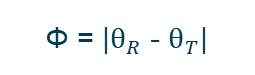 Φ = |θ_R - θ_T|